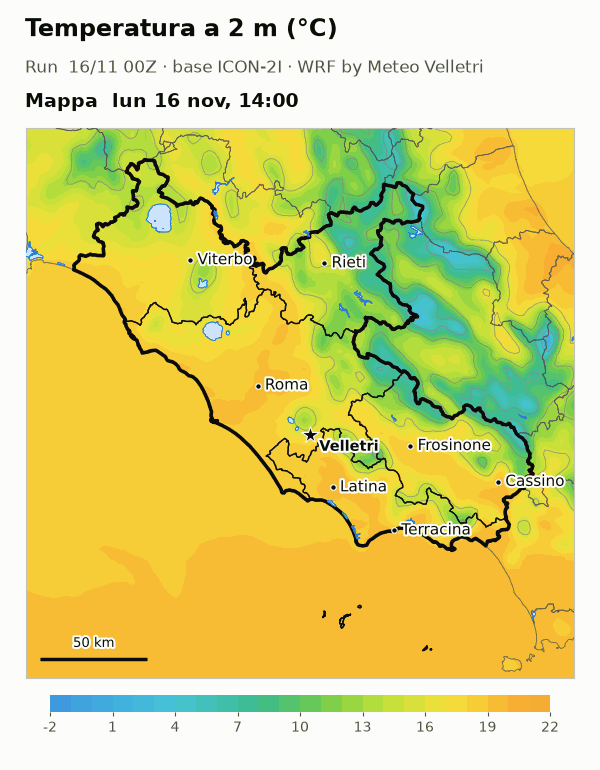 Temperatura a 2 m (°C)
Run  16/11 00Z · base ICON-2I · WRF by Meteo Velletri
Mappa  lun 16 nov, 14:00
Viterbo
Rieti
Roma
Velletri
Frosinone
Latina
Cassino
Terracina
50 km
-2 1 4 7 10 13 16 19 22